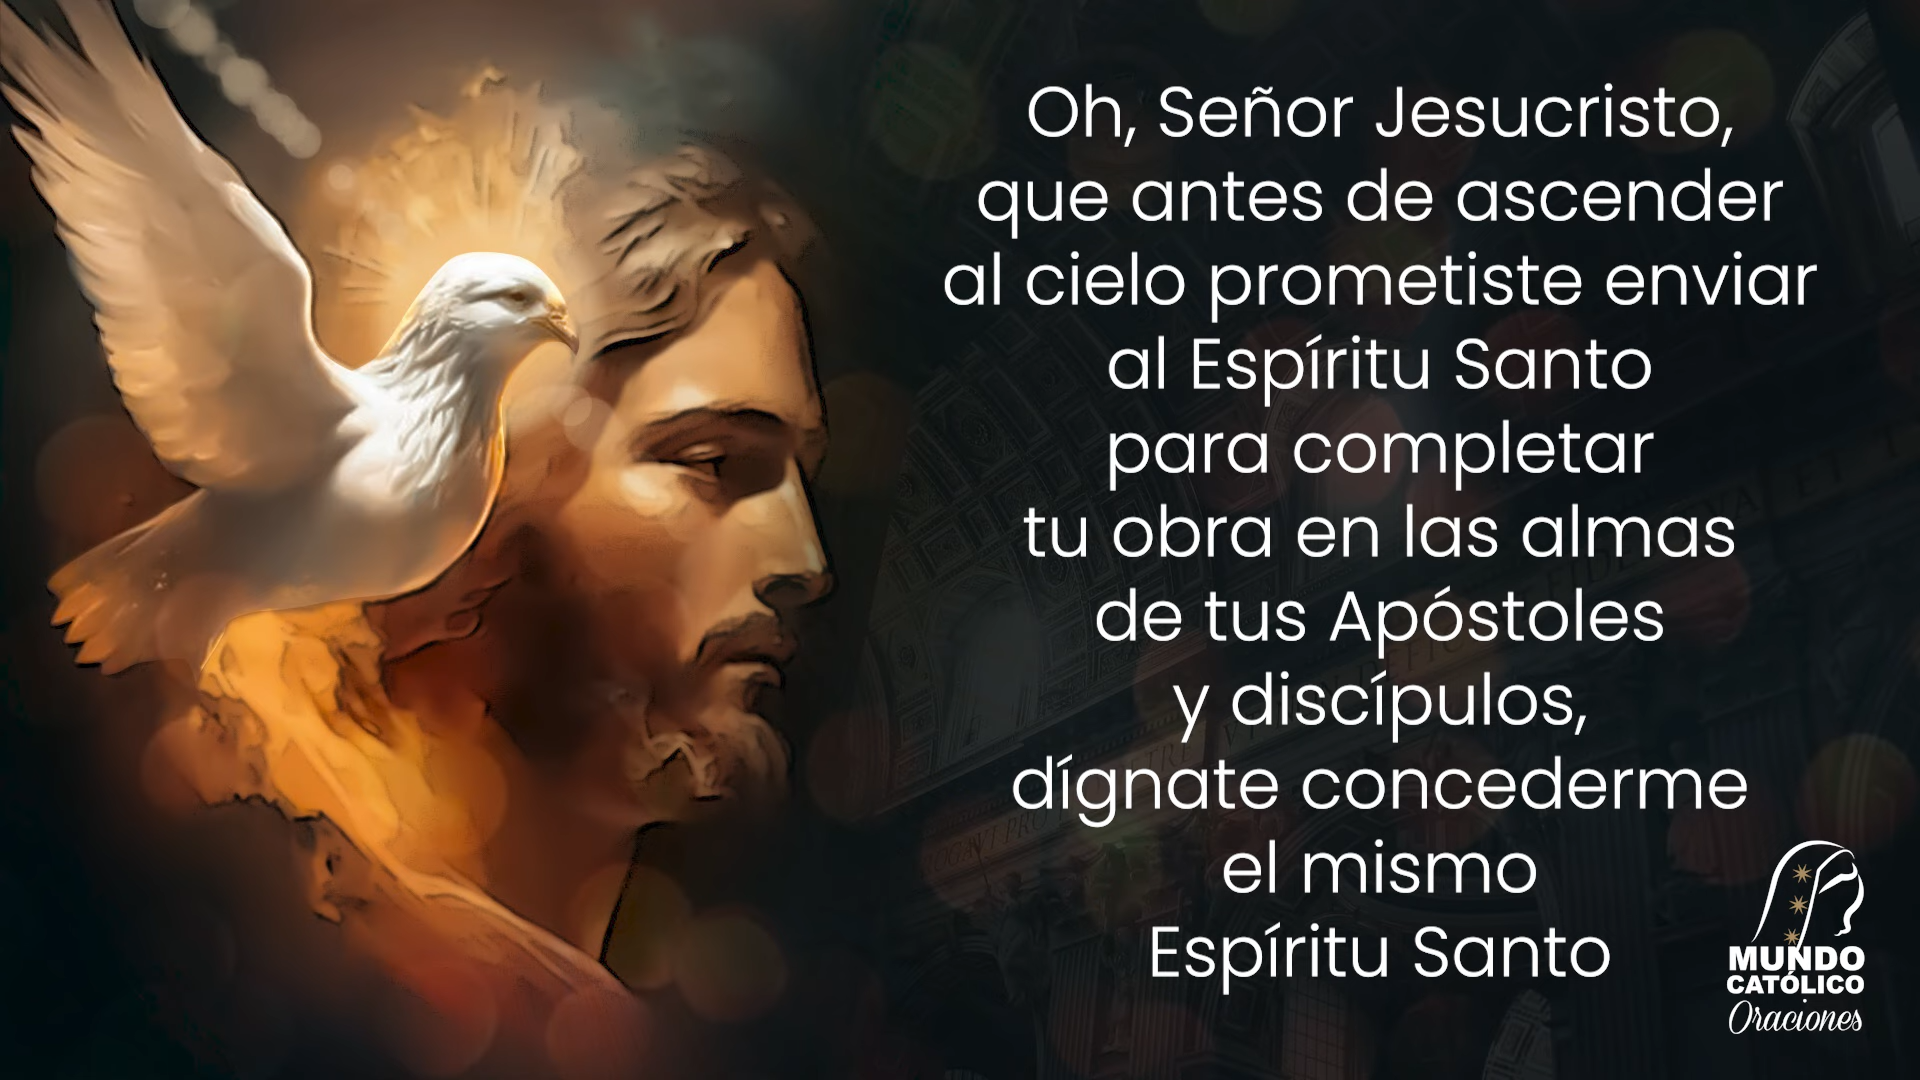 Oh, Señor Jesucristo,
que antes de ascender
al cielo prometiste enviar
al Espíritu Santo
para completar
tu obra en las almas
de tus Apóstoles
y discípulos,
dígnate concederme
el mismo
Espíritu Santo
MUNDO
CATÓLICO
Oraciones